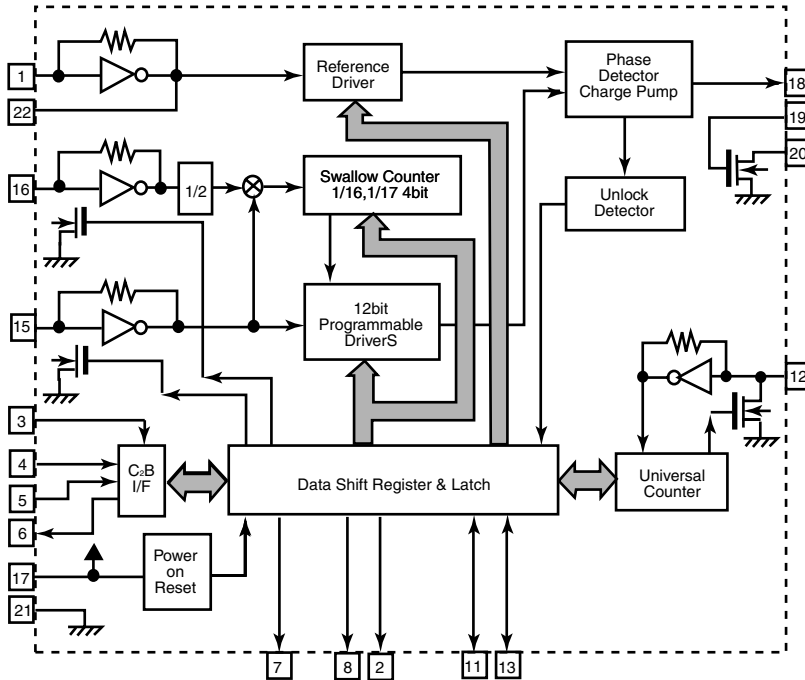 1
22
16
15
3
4
5
6
17
21
Reference
Driver
Phase
Detector
Charge Pump
18
19
20
1/2
Swallow Counter
1/16,1/17 4bit
Unlock
Detector
12bit
Programmable
DriverS
12
C2B
I/F
Data Shift Register & Latch
Universal
Counter
Power
on
Reset
7
8
2
11
13